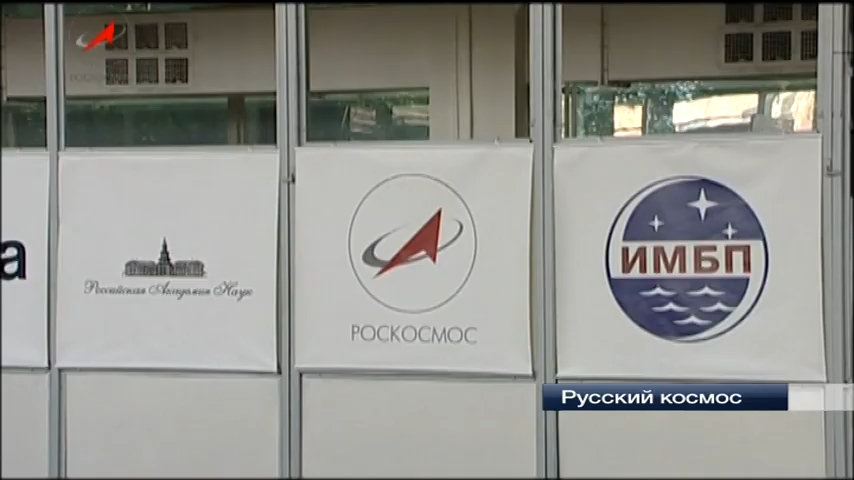 а
Российская Академия Наук
РОСКОСМОС
ИМБП
Русский космос